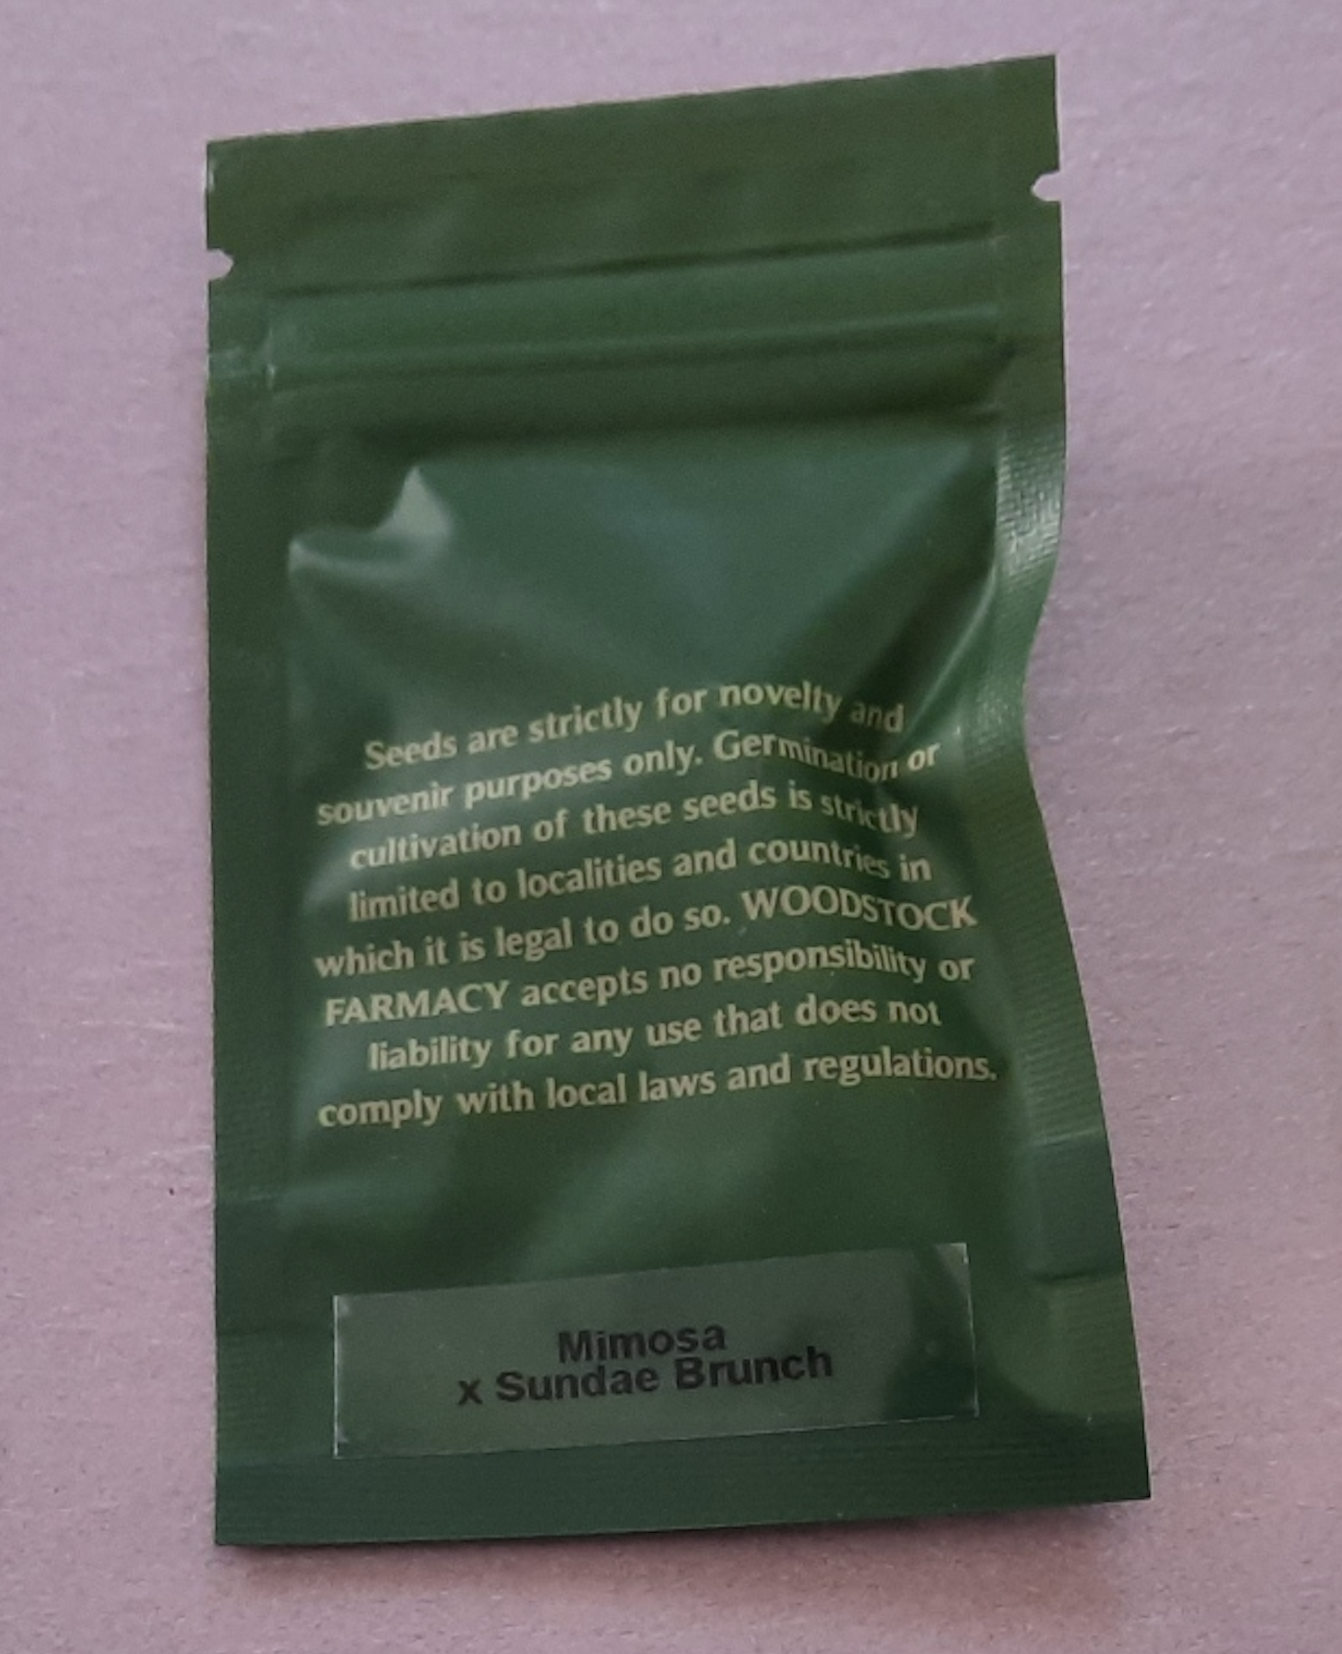 Seeds are strictly for novelty and
souvenir purposes only. Germination or
cultivation of these seeds is strictly
limited to localities and countries in
which it is legal to do so. WOODSTOCK
FARMACY accepts no responsibility or
liability for any use that does not
comply with local laws and regulations.
Mimosa
x Sundae Brunch